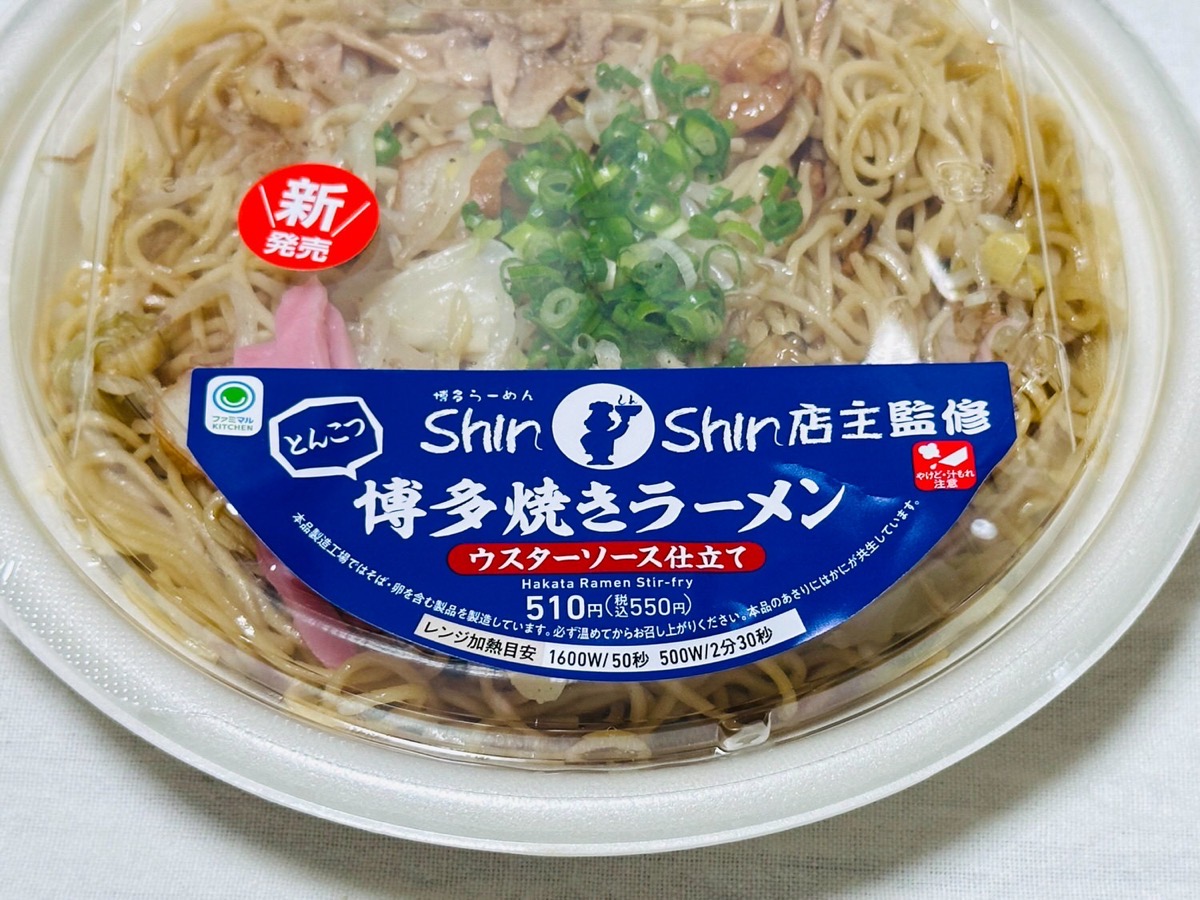 新
発売
ファミマル
KITCHEN
とんこつ
博多らーめん
ShinShin店主監修
やけど・汁もれ
注意
博多焼きラーメン
ウスターソース仕立て
Hakata Ramen Stir-fry
510円(税込550円)
本品製造工場ではそば・卵を含む製品を製造しています。必ず温めてからお召し上がりください。本品のあさりにはかにが共生しています。
レンジ加熱目安 1600W/50秒 500W/2分30秒